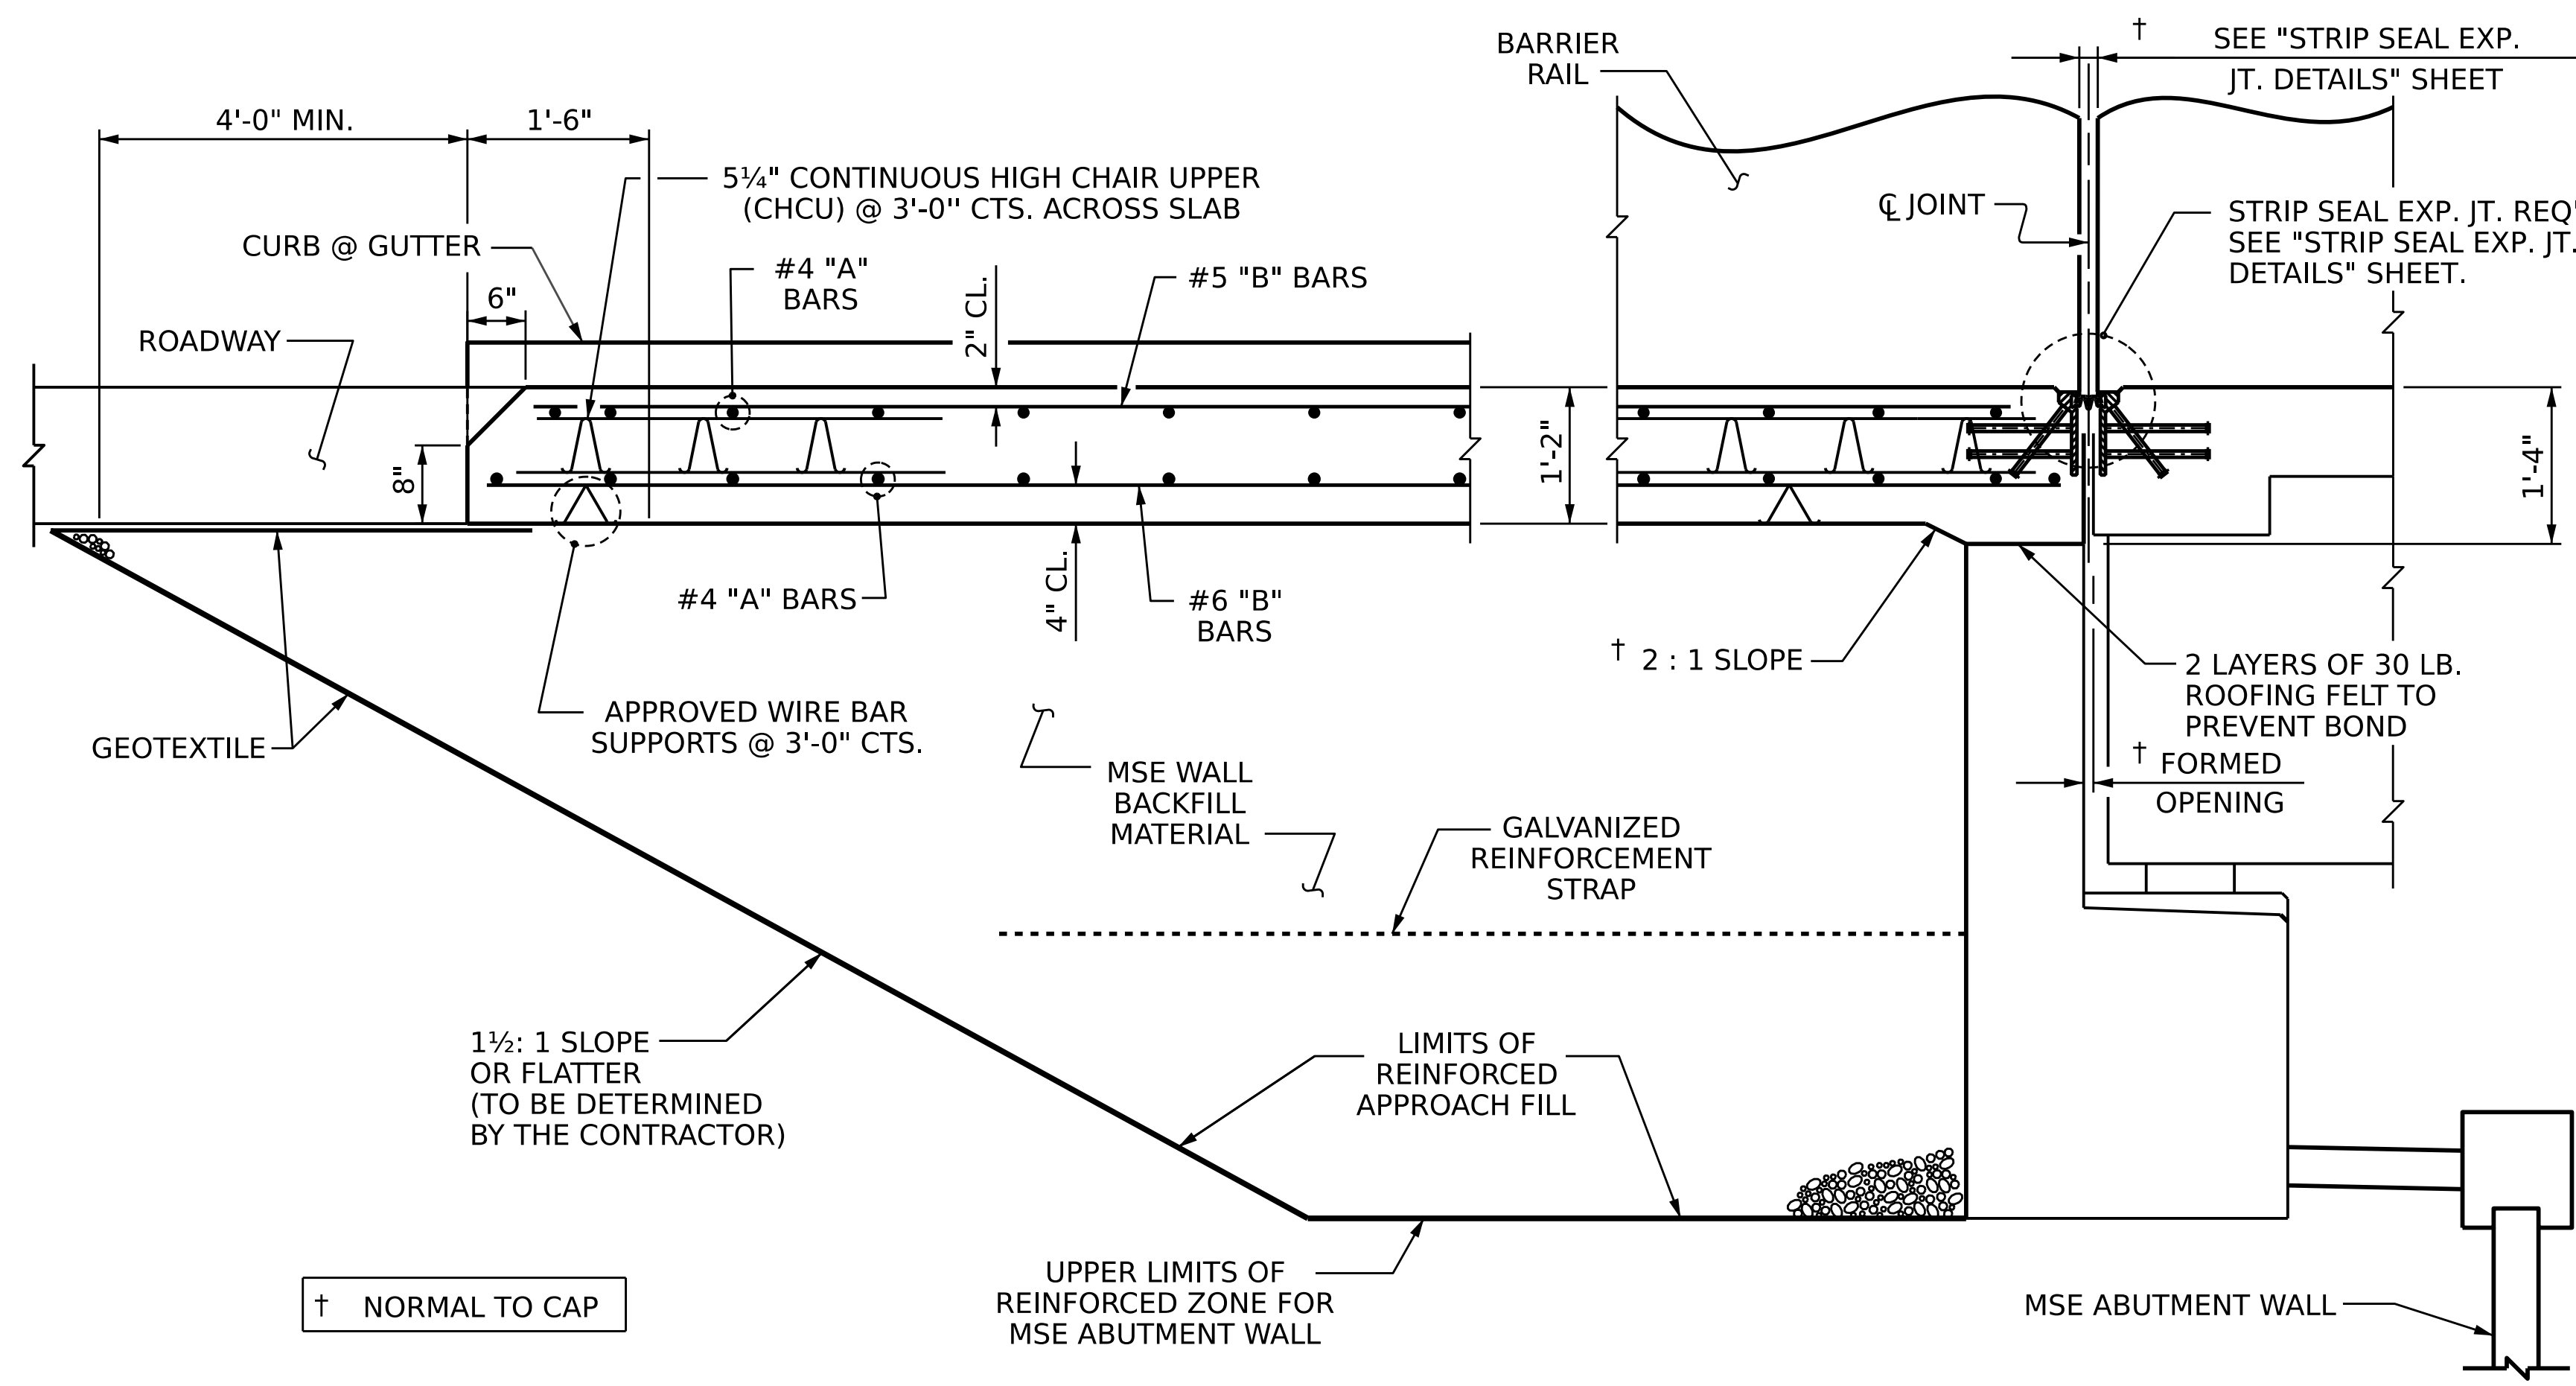 BARRIER
RAIL
†
SEE "STRIP SEAL EXP.
JT. DETAILS" SHEET
4'-0" MIN.
1'-6"
5¼" CONTINUOUS HIGH CHAIR UPPER
(CHCU) @ 3'-0" CTS. ACROSS SLAB
℄ JOINT
STRIP SEAL EXP. JT. REQ'
SEE "STRIP SEAL EXP. JT.
DETAILS" SHEET.
CURB @ GUTTER
#4 "A"
BARS
2" CL.
#5 "B" BARS
6"
ROADWAY
8"
1'-2"
1'-4"
#4 "A" BARS
4" CL.
#6 "B"
BARS
† 2 : 1 SLOPE
2 LAYERS OF 30 LB.
ROOFING FELT TO
PREVENT BOND
APPROVED WIRE BAR
SUPPORTS @ 3'-0" CTS.
GEOTEXTILE
† FORMED
OPENING
MSE WALL
BACKFILL
MATERIAL
GALVANIZED
REINFORCEMENT
STRAP
1½: 1 SLOPE
OR FLATTER
(TO BE DETERMINED
BY THE CONTRACTOR)
LIMITS OF
REINFORCED
APPROACH FILL
UPPER LIMITS OF
REINFORCED ZONE FOR
MSE ABUTMENT WALL
† NORMAL TO CAP
MSE ABUTMENT WALL